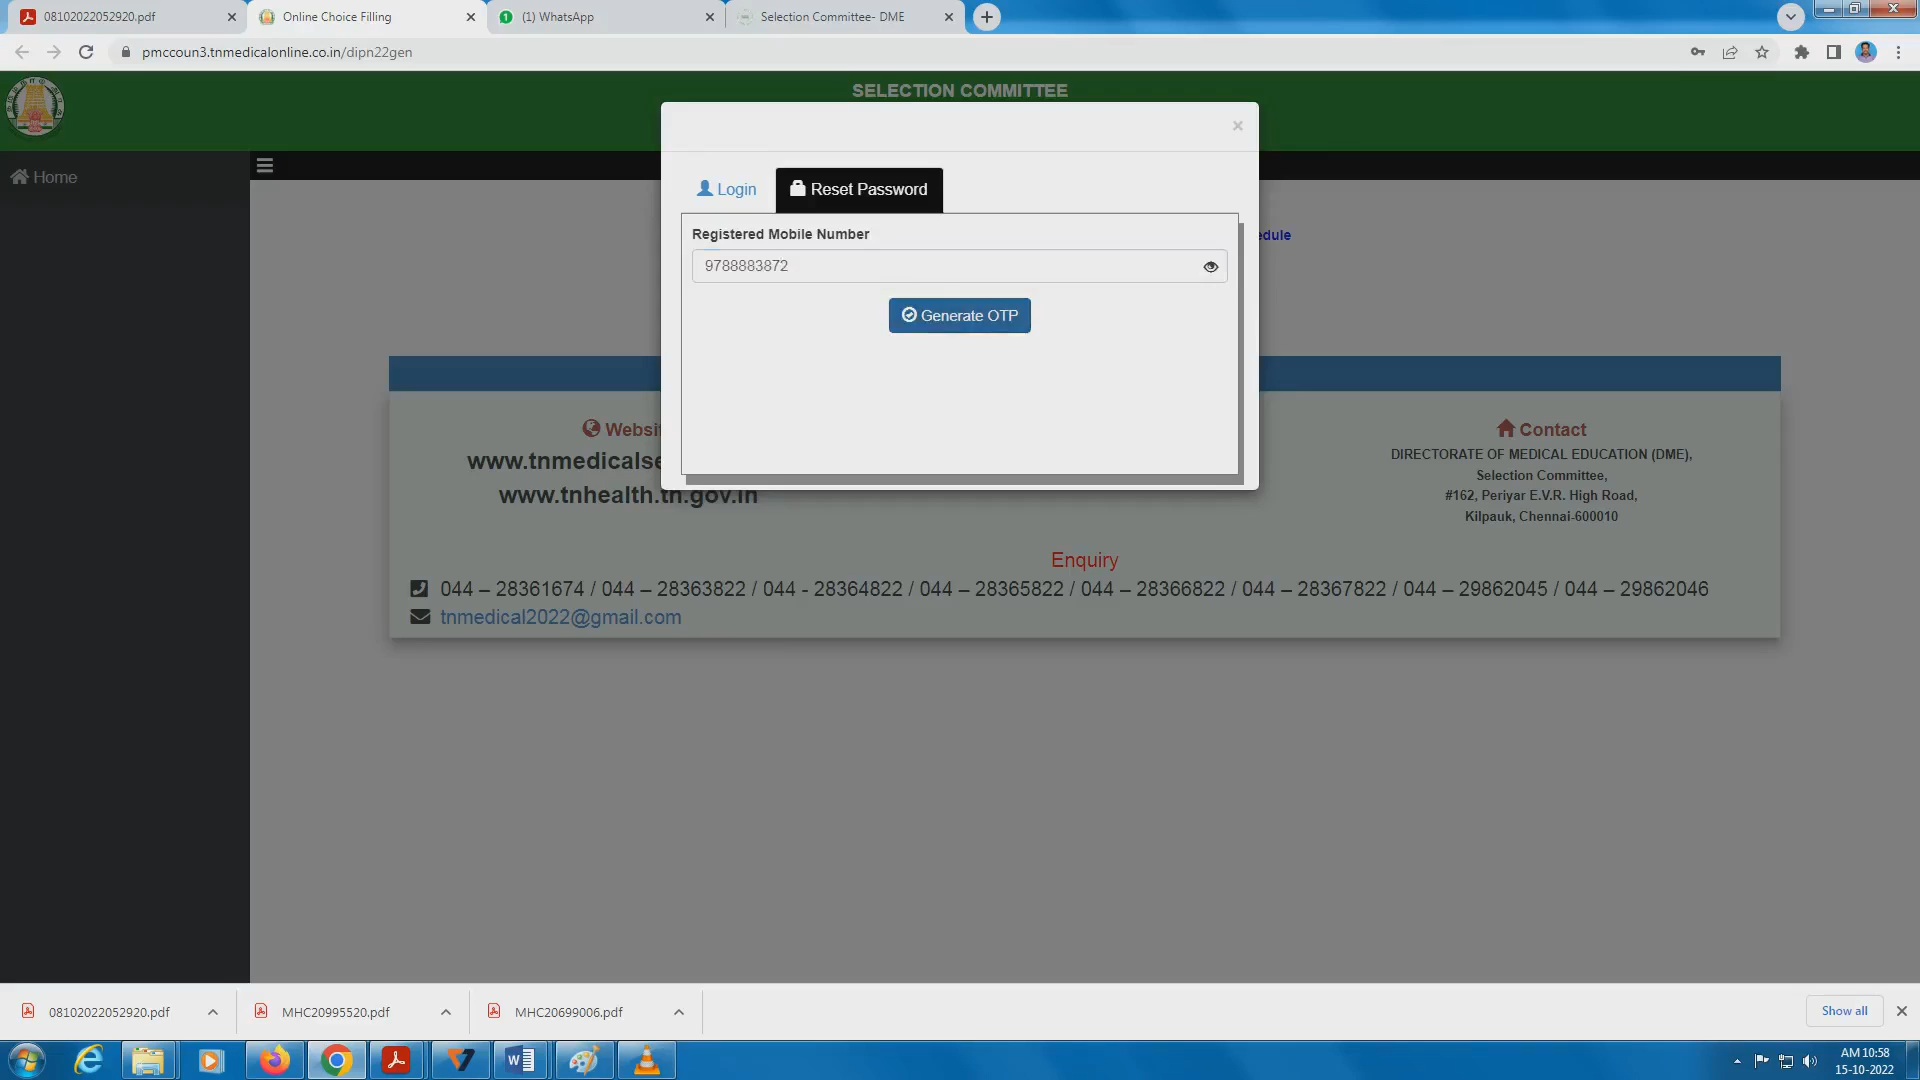 08102022052920.pdf
Online Choice Filling
(1) WhatsApp
Selection Committee- DME
pmccoun3.tnmedicalonline.co.in/dipn22gen
SELECTION COMMITTEE
Home
Login
Reset Password
Registered Mobile Number
9788883872
Generate OTP
edule
Websi
www.tnmedicalse
www.tnhealth.tn.gov.in
Contact
DIRECTORATE OF MEDICAL EDUCATION (DME),
Selection Committee,
#162, Periyar E.V.R. High Road,
Kilpauk, Chennai-600010
Enquiry
044 – 28361674 / 044 – 28363822 / 044 - 28364822 / 044 – 28365822 / 044 – 28366822 / 044 – 28367822 / 044 – 29862045 / 044 – 29862046
tnmedical2022@gmail.com
08102022052920.pdf
MHC20995520.pdf
MHC20699006.pdf
Show all
AM 10:58
15-10-2022